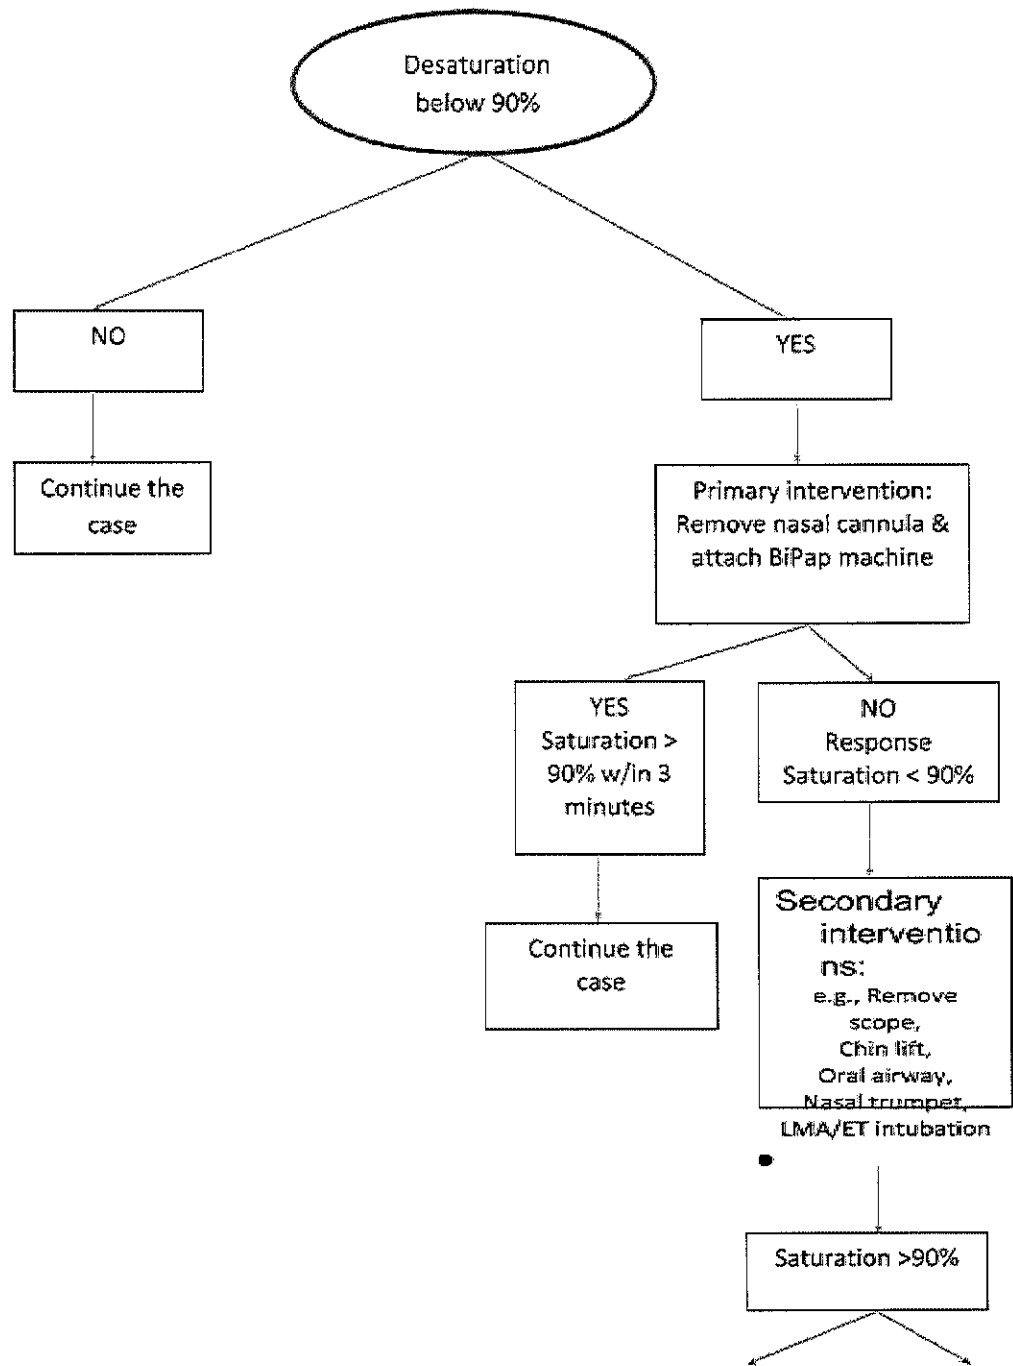 Desaturation
below 90%
NO
YES
Continue the
case
Primary intervention:
Remove nasal cannula &
attach BiPap machine
YES
Saturation >
90% w/in 3
minutes
NO
Response
Saturation < 90%
Continue the
case
Secondary
interventio
ns:
e.g., Remove
scope,
Chin lift,
Oral airway,
Nasal trumpet,
LMA/ET intubation
Saturation >90%